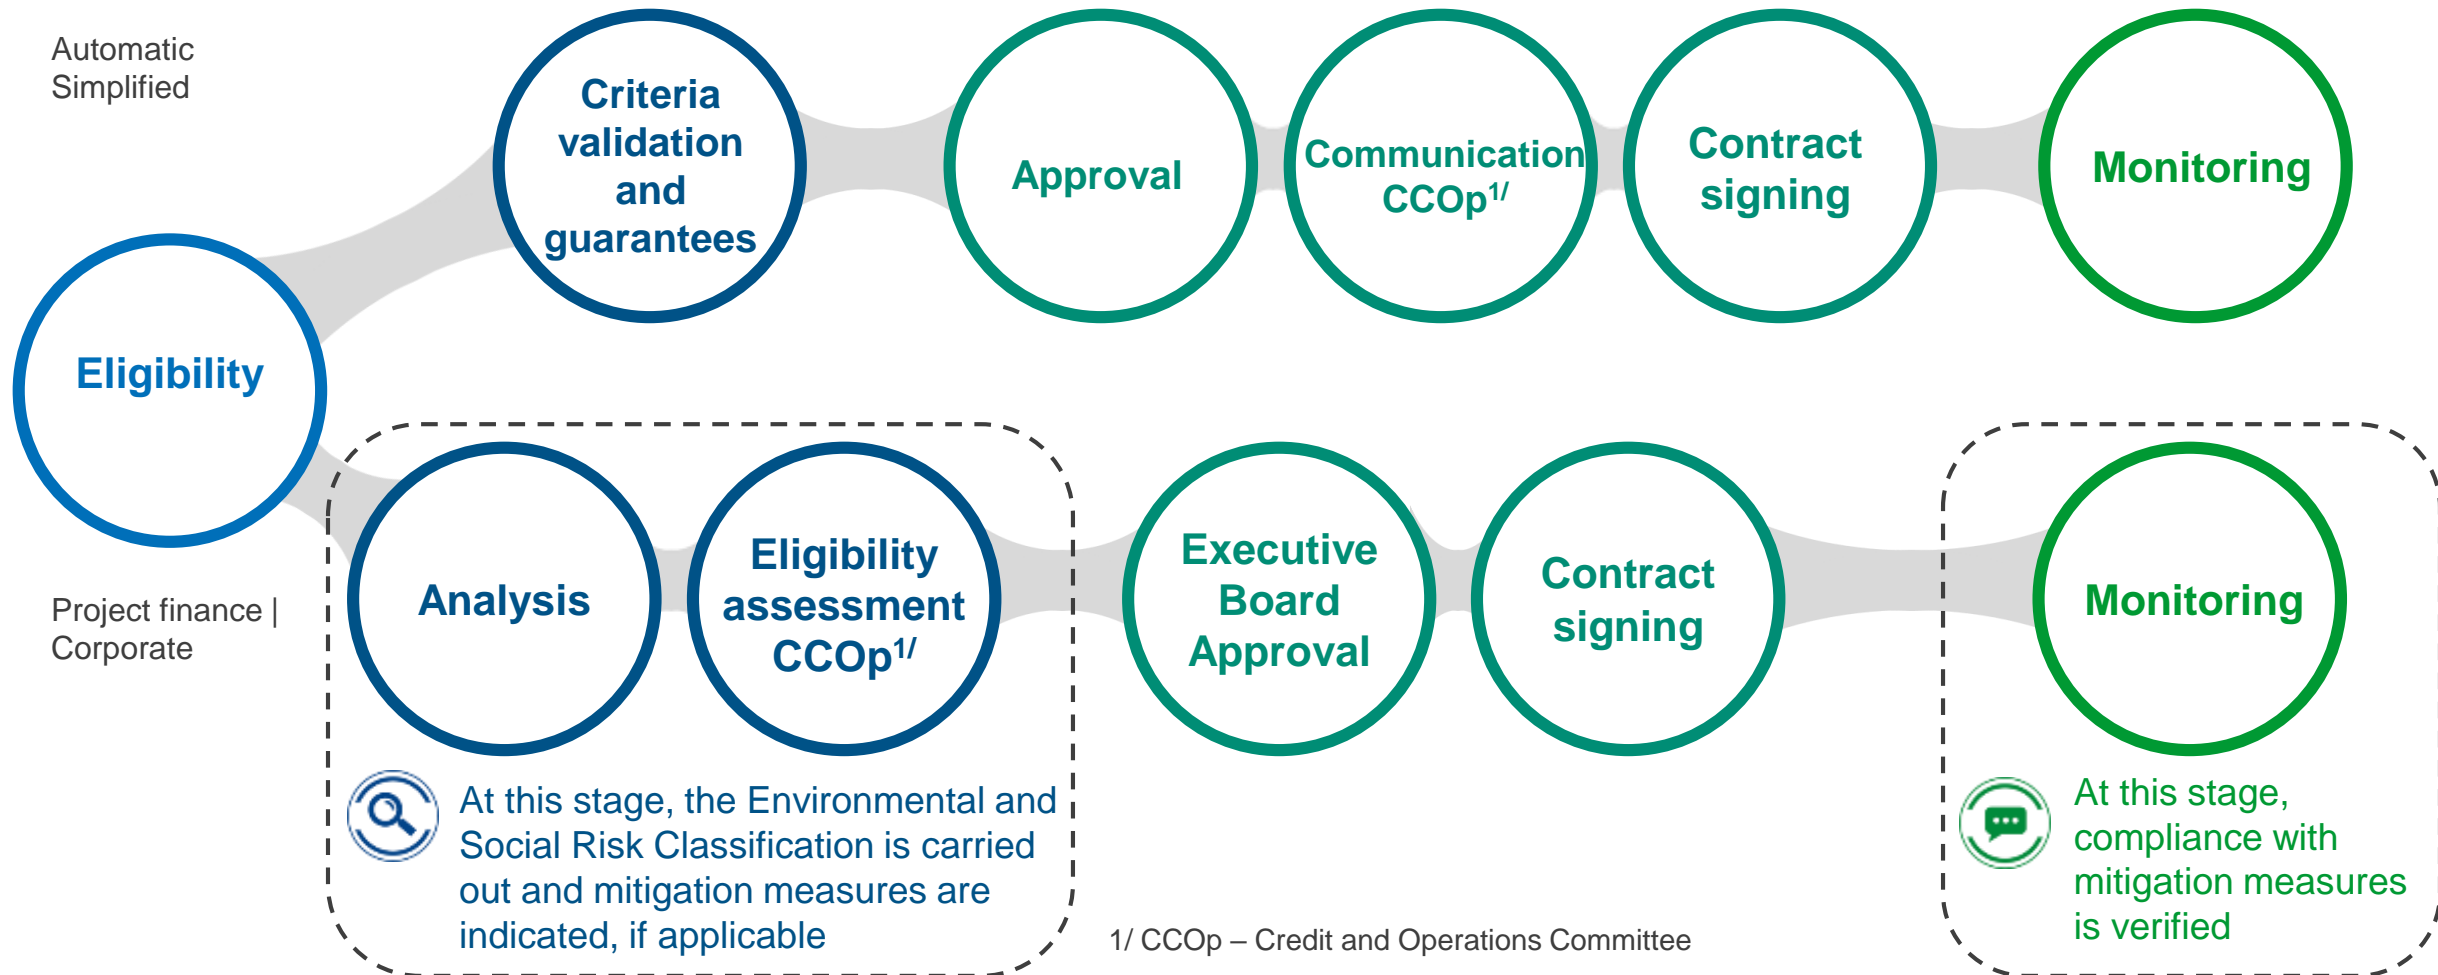 Automatic
Simplified
Criteria
validation
and
guarantees
Approval
Communication
CCOp1/
Contract
signing
Monitoring
Eligibility
Project finance |
Corporate
Analysis
Eligibility
assessment
CCOp1/
Executive
Board
Approval
Contract
signing
Monitoring
At this stage, the Environmental and
Social Risk Classification is carried
out and mitigation measures are
indicated, if applicable
At this stage,
compliance with
mitigation measures
is verified
1/ CCOp – Credit and Operations Committee